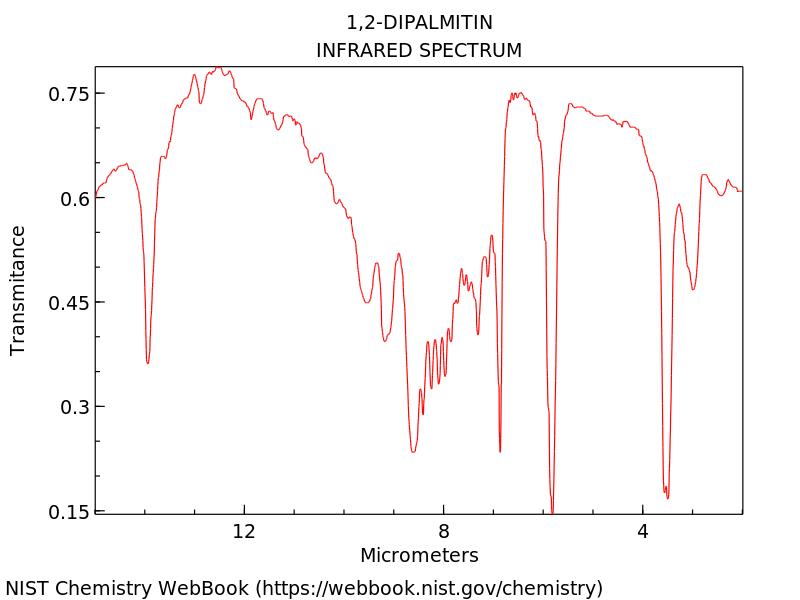 1,2-DIPALMITIN
INFRARED SPECTRUM
0.75
0.6
0.45
0.3
0.15
Transmitance
12 8 4
Micrometers
NIST Chemistry WebBook (https://webbook.nist.gov/chemistry)